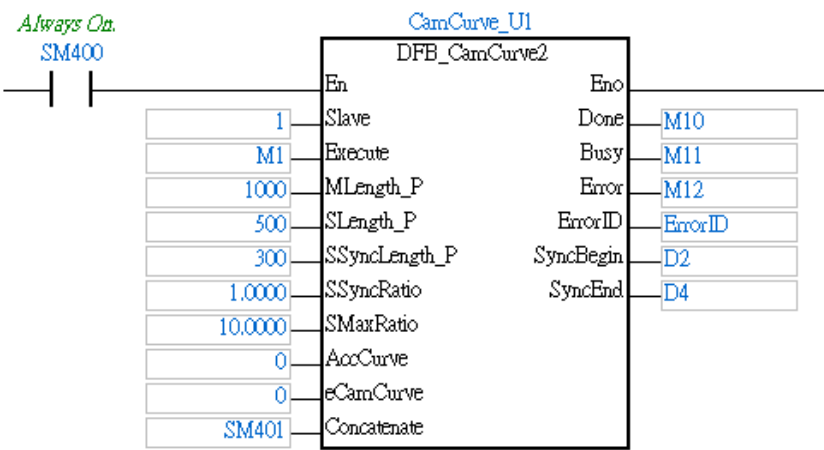 Always On.
SM400
CamCurve_U1
DFB_CamCurve2
En Eno
1 Slave Done M10
M1 Execute Busy M11
1000 MLength_P Error M12
500 SLength_P ErrorID ErrorID
300 SSyncLength_P SyncBegin D2
1.0000 SSyncRatio SyncEnd D4
10.0000 SMaxRatio
0 AccCurve
0 eCamCurve
SM401 Concatenate